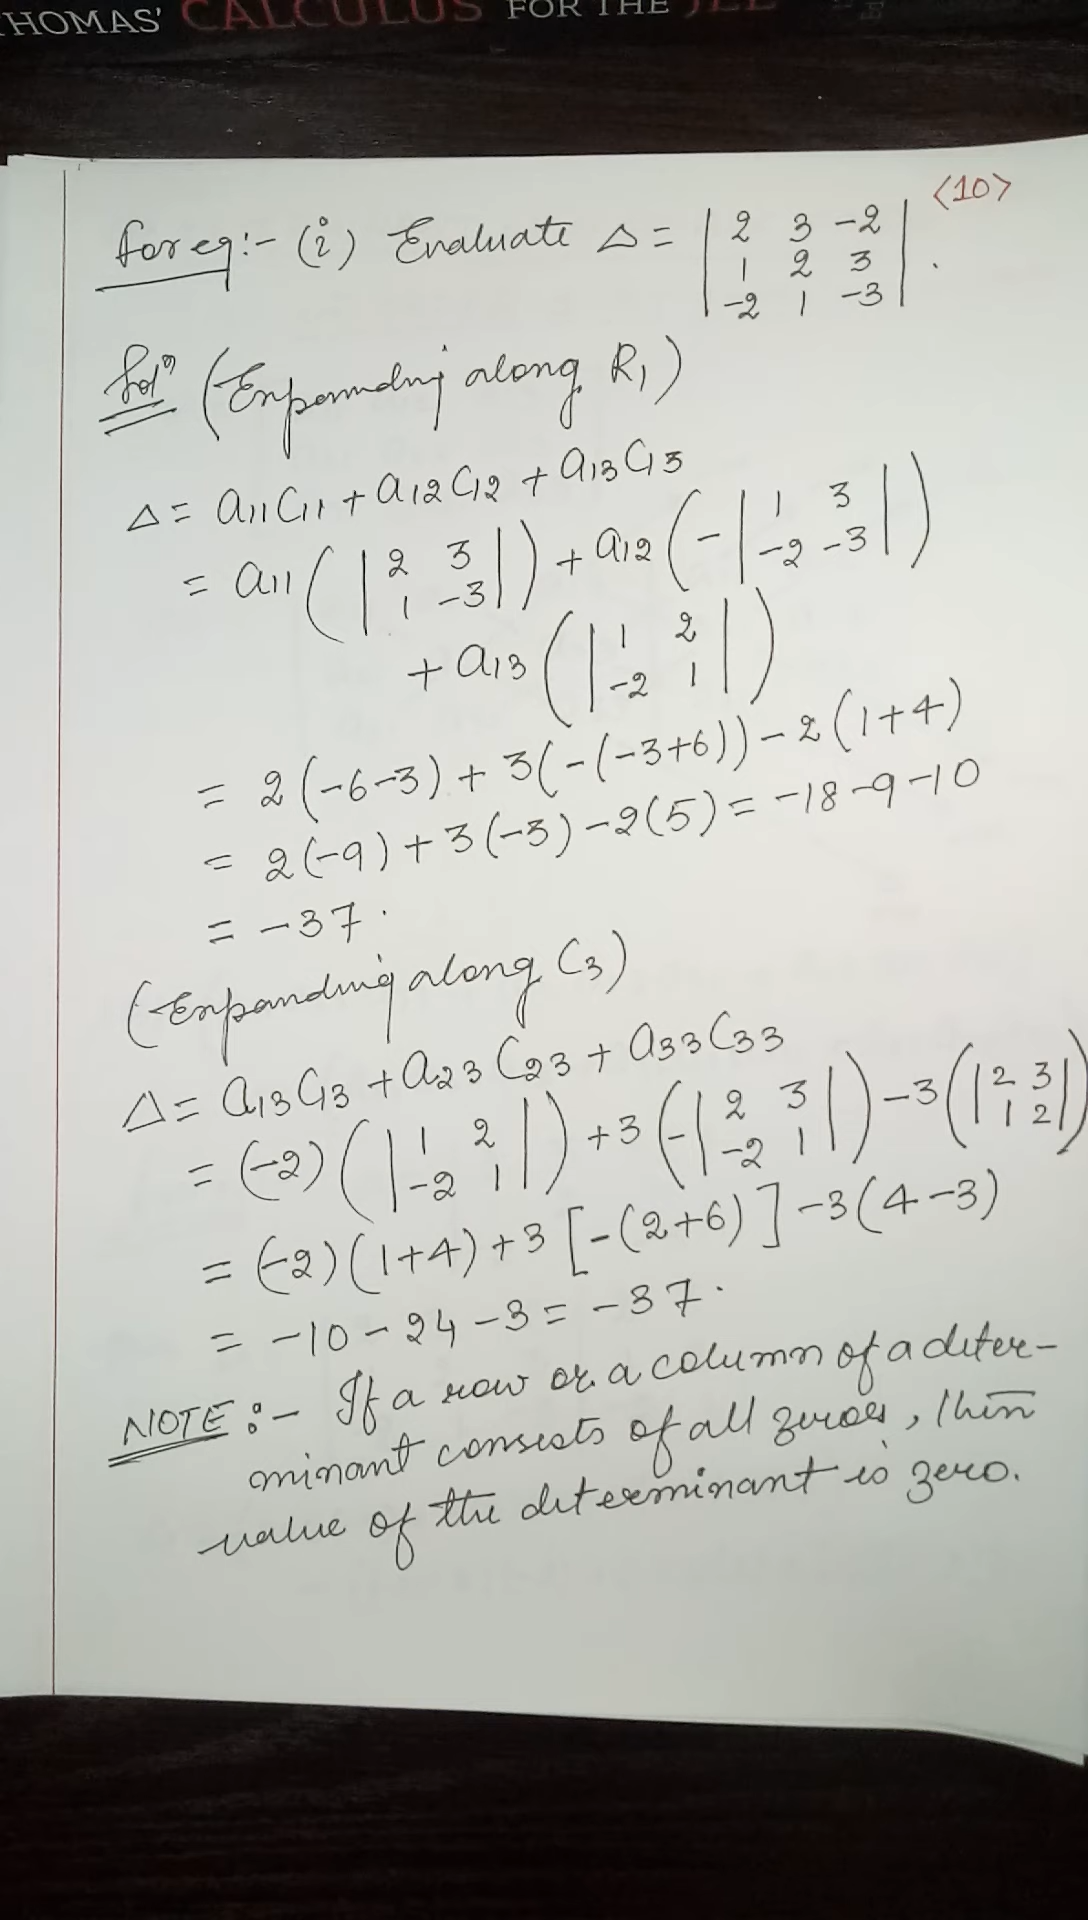 THOMAS' CALCULUS FOR THE JEE
<10>
for eg:- (i) Evaluate Δ = | 2 3 -2 |
| 1 2 3 | .
| -2 1 -3 |
Solⁿ (Expanding along R₁)
Δ = a₁₁C₁₁ + a₁₂C₁₂ + a₁₃C₁₃
= a₁₁ ( | 2 3 | ) + a₁₂ ( - | 1 3 | )
| 1 -3 | | -2 -3 |
+ a₁₃ ( | 1 2 | )
| -2 1 |
= 2(-6-3) + 3(-(-3+6)) - 2(1+4)
= 2(-9) + 3(-3) - 2(5) = -18-9-10
= -37.
(Expanding along C₃)
Δ = a₁₃C₁₃ + a₂₃C₂₃ + a₃₃C₃₃
= (-2) ( | 1 2 | ) + 3 ( - | 2 3 | ) - 3 ( | 2 3 | )
| -2 1 | | -2 1 | | 1 2 |
= (-2)(1+4) + 3[-(2+6)] - 3(4-3)
= -10 - 24 - 3 = -37.
NOTE :- If a row or a column of a deter-
minant consists of all zeroes, then
value of the determinant is zero.